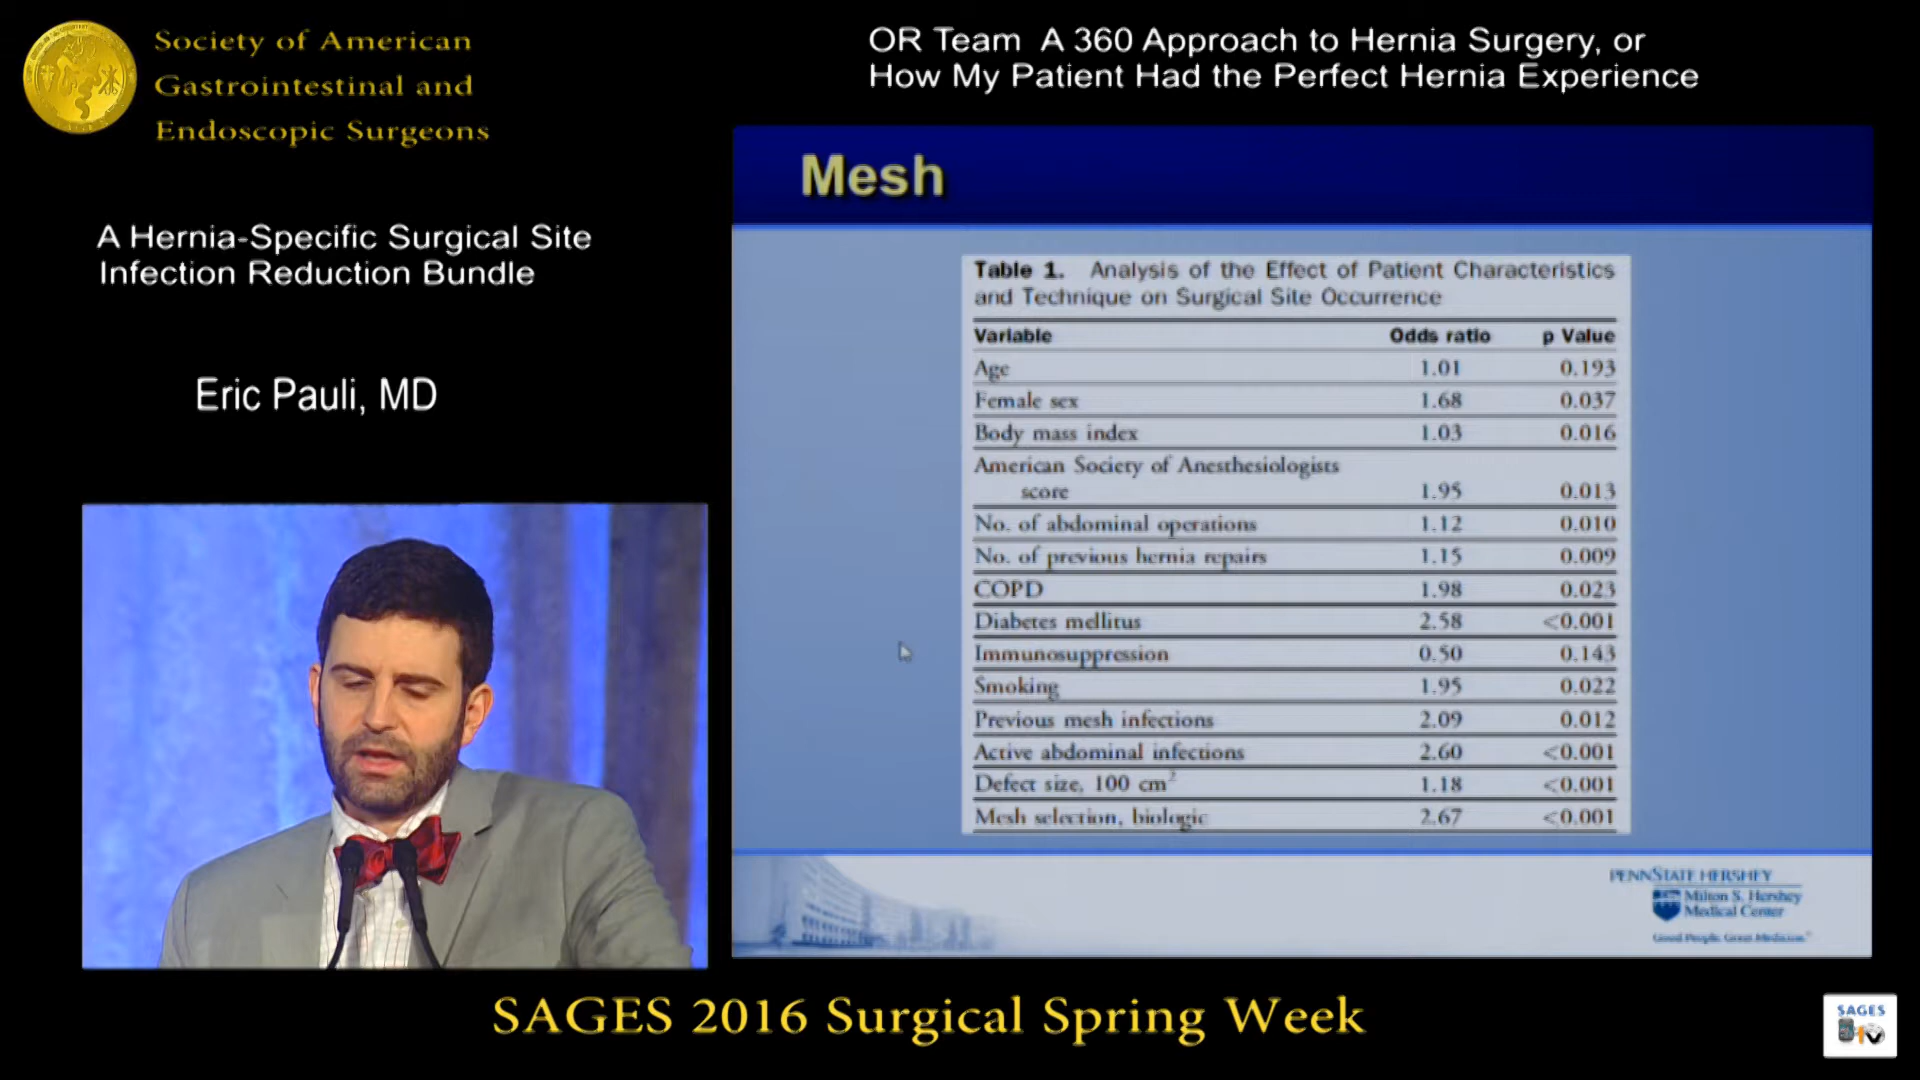 Society of American
Gastrointestinal and
Endoscopic Surgeons
OR Team A 360 Approach to Hernia Surgery, or
How My Patient Had the Perfect Hernia Experience
A Hernia-Specific Surgical Site
Infection Reduction Bundle
Eric Pauli, MD
Mesh
Table 1. Analysis of the Effect of Patient Characteristics
and Technique on Surgical Site Occurrence
Variable Odds ratio p Value
Age 1.01 0.193
Female sex 1.68 0.037
Body mass index 1.03 0.016
American Society of Anesthesiologists
score 1.95 0.013
No. of abdominal operations 1.12 0.010
No. of previous hernia repairs 1.15 0.009
COPD 1.98 0.023
Diabetes mellitus 2.58 <0.001
Immunosuppression 0.50 0.143
Smoking 1.95 0.022
Previous mesh infections 2.09 0.012
Active abdominal infections 2.60 <0.001
Defect size, 100 cm² 1.18 <0.001
Mesh selection, biologic 2.67 <0.001
PENNSTATE HERSHEY
Milton S. Hershey
Medical Center
Good People. Great Medicine.
SAGES 2016 Surgical Spring Week
SAGES
tv